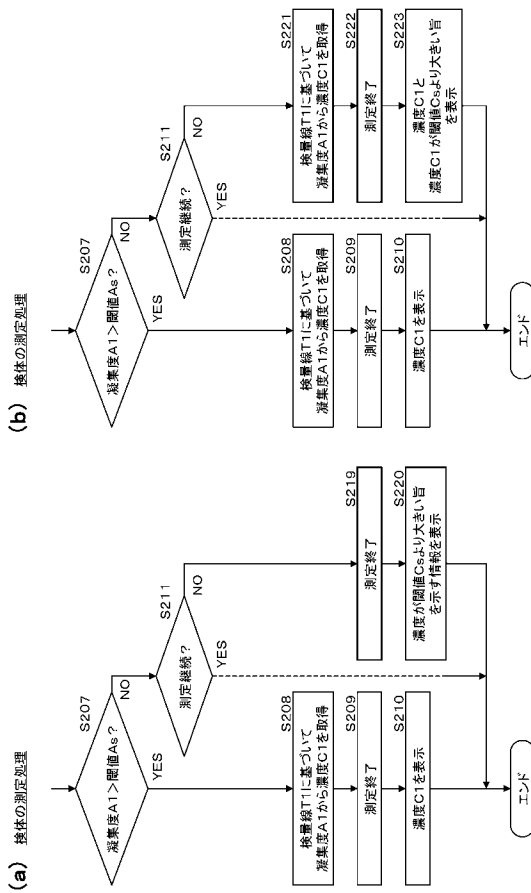 (a) 検体の測定処理
S207
凝集度A1>閾値As?
NO
YES
S211
測定継続?
NO
YES
S208
検量線T1に基づいて
凝集度A1から濃度C1を取得
S209
測定終了
S210
濃度C1を表示
S219
測定終了
S220
濃度が閾値Csより大きい旨
を示す情報を表示
エンド
(b) 検体の測定処理
S207
凝集度A1>閾値As?
NO
YES
S211
測定継続?
NO
YES
S208
検量線T1に基づいて
凝集度A1から濃度C1を取得
S209
測定終了
S210
濃度C1を表示
S221
検量線T1に基づいて
凝集度A1から濃度C1を取得
S222
測定終了
S223
濃度C1と
濃度C1が閾値Csより大きい旨
を表示
エンド